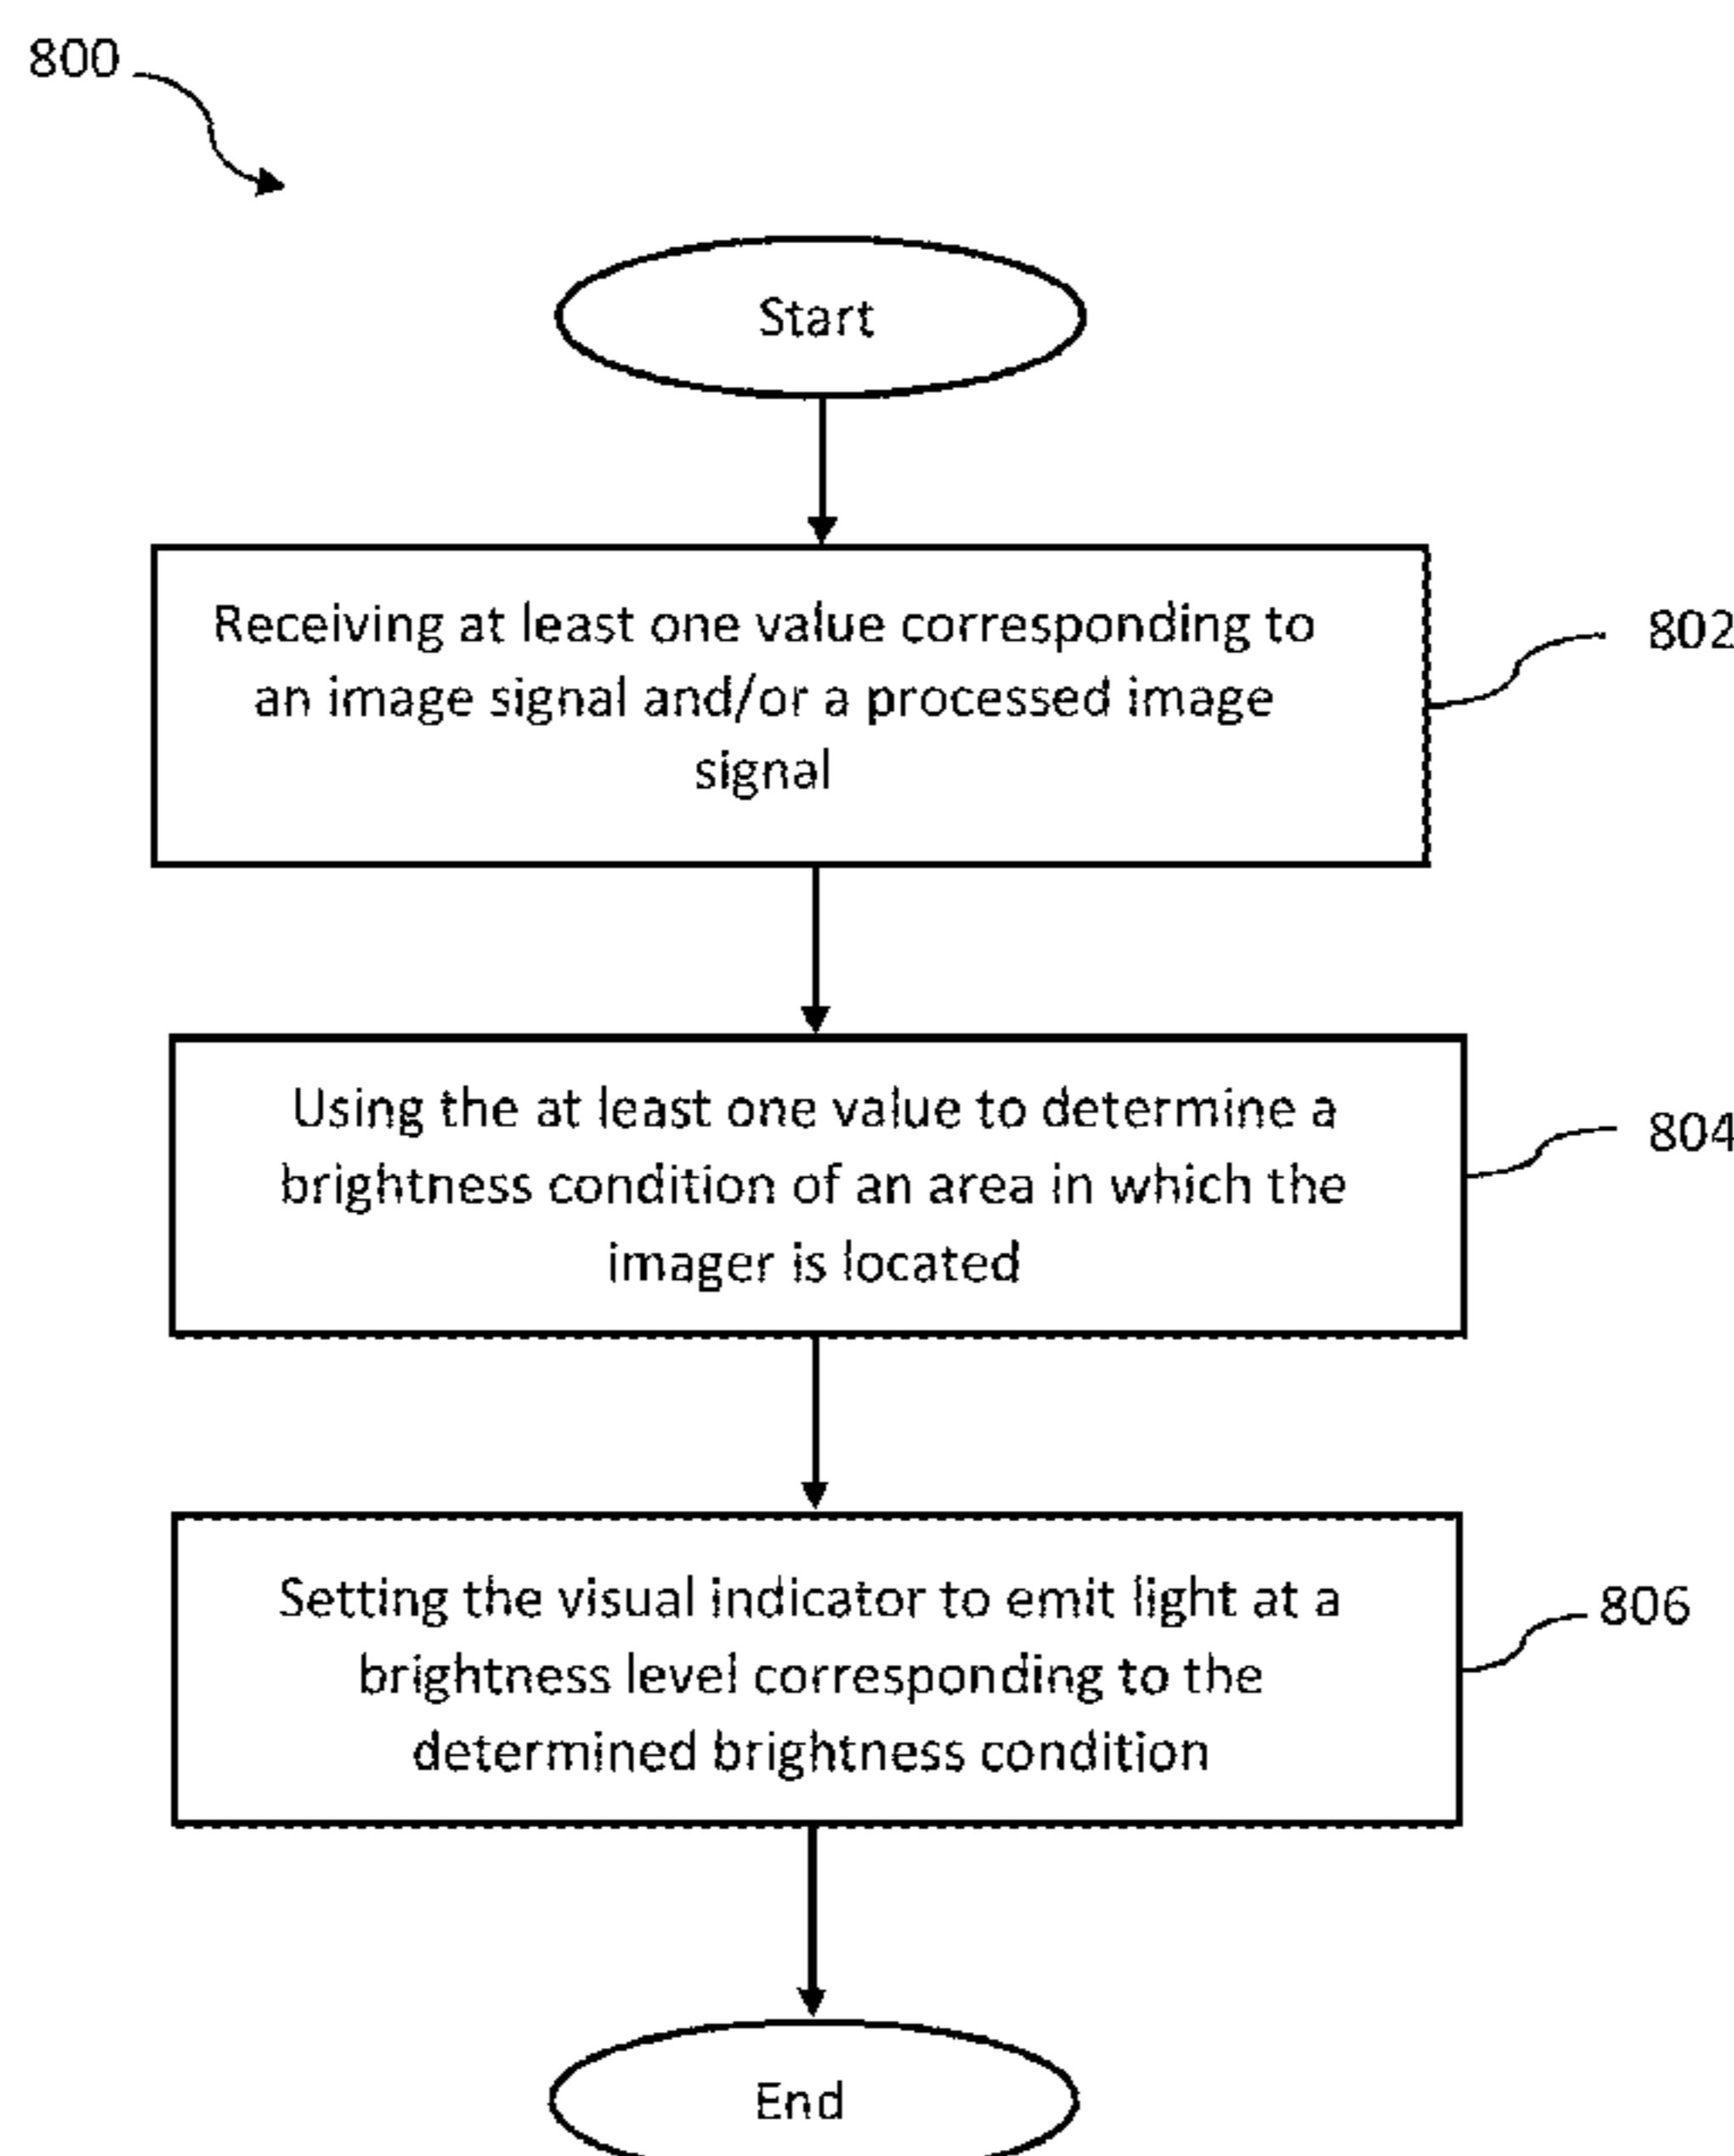 800
Start
Receiving at least one value corresponding to
an image signal and/or a processed image
signal
802
Using the at least one value to determine a
brightness condition of an area in which the
imager is located
804
Setting the visual indicator to emit light at a
brightness level corresponding to the
determined brightness condition
806
End